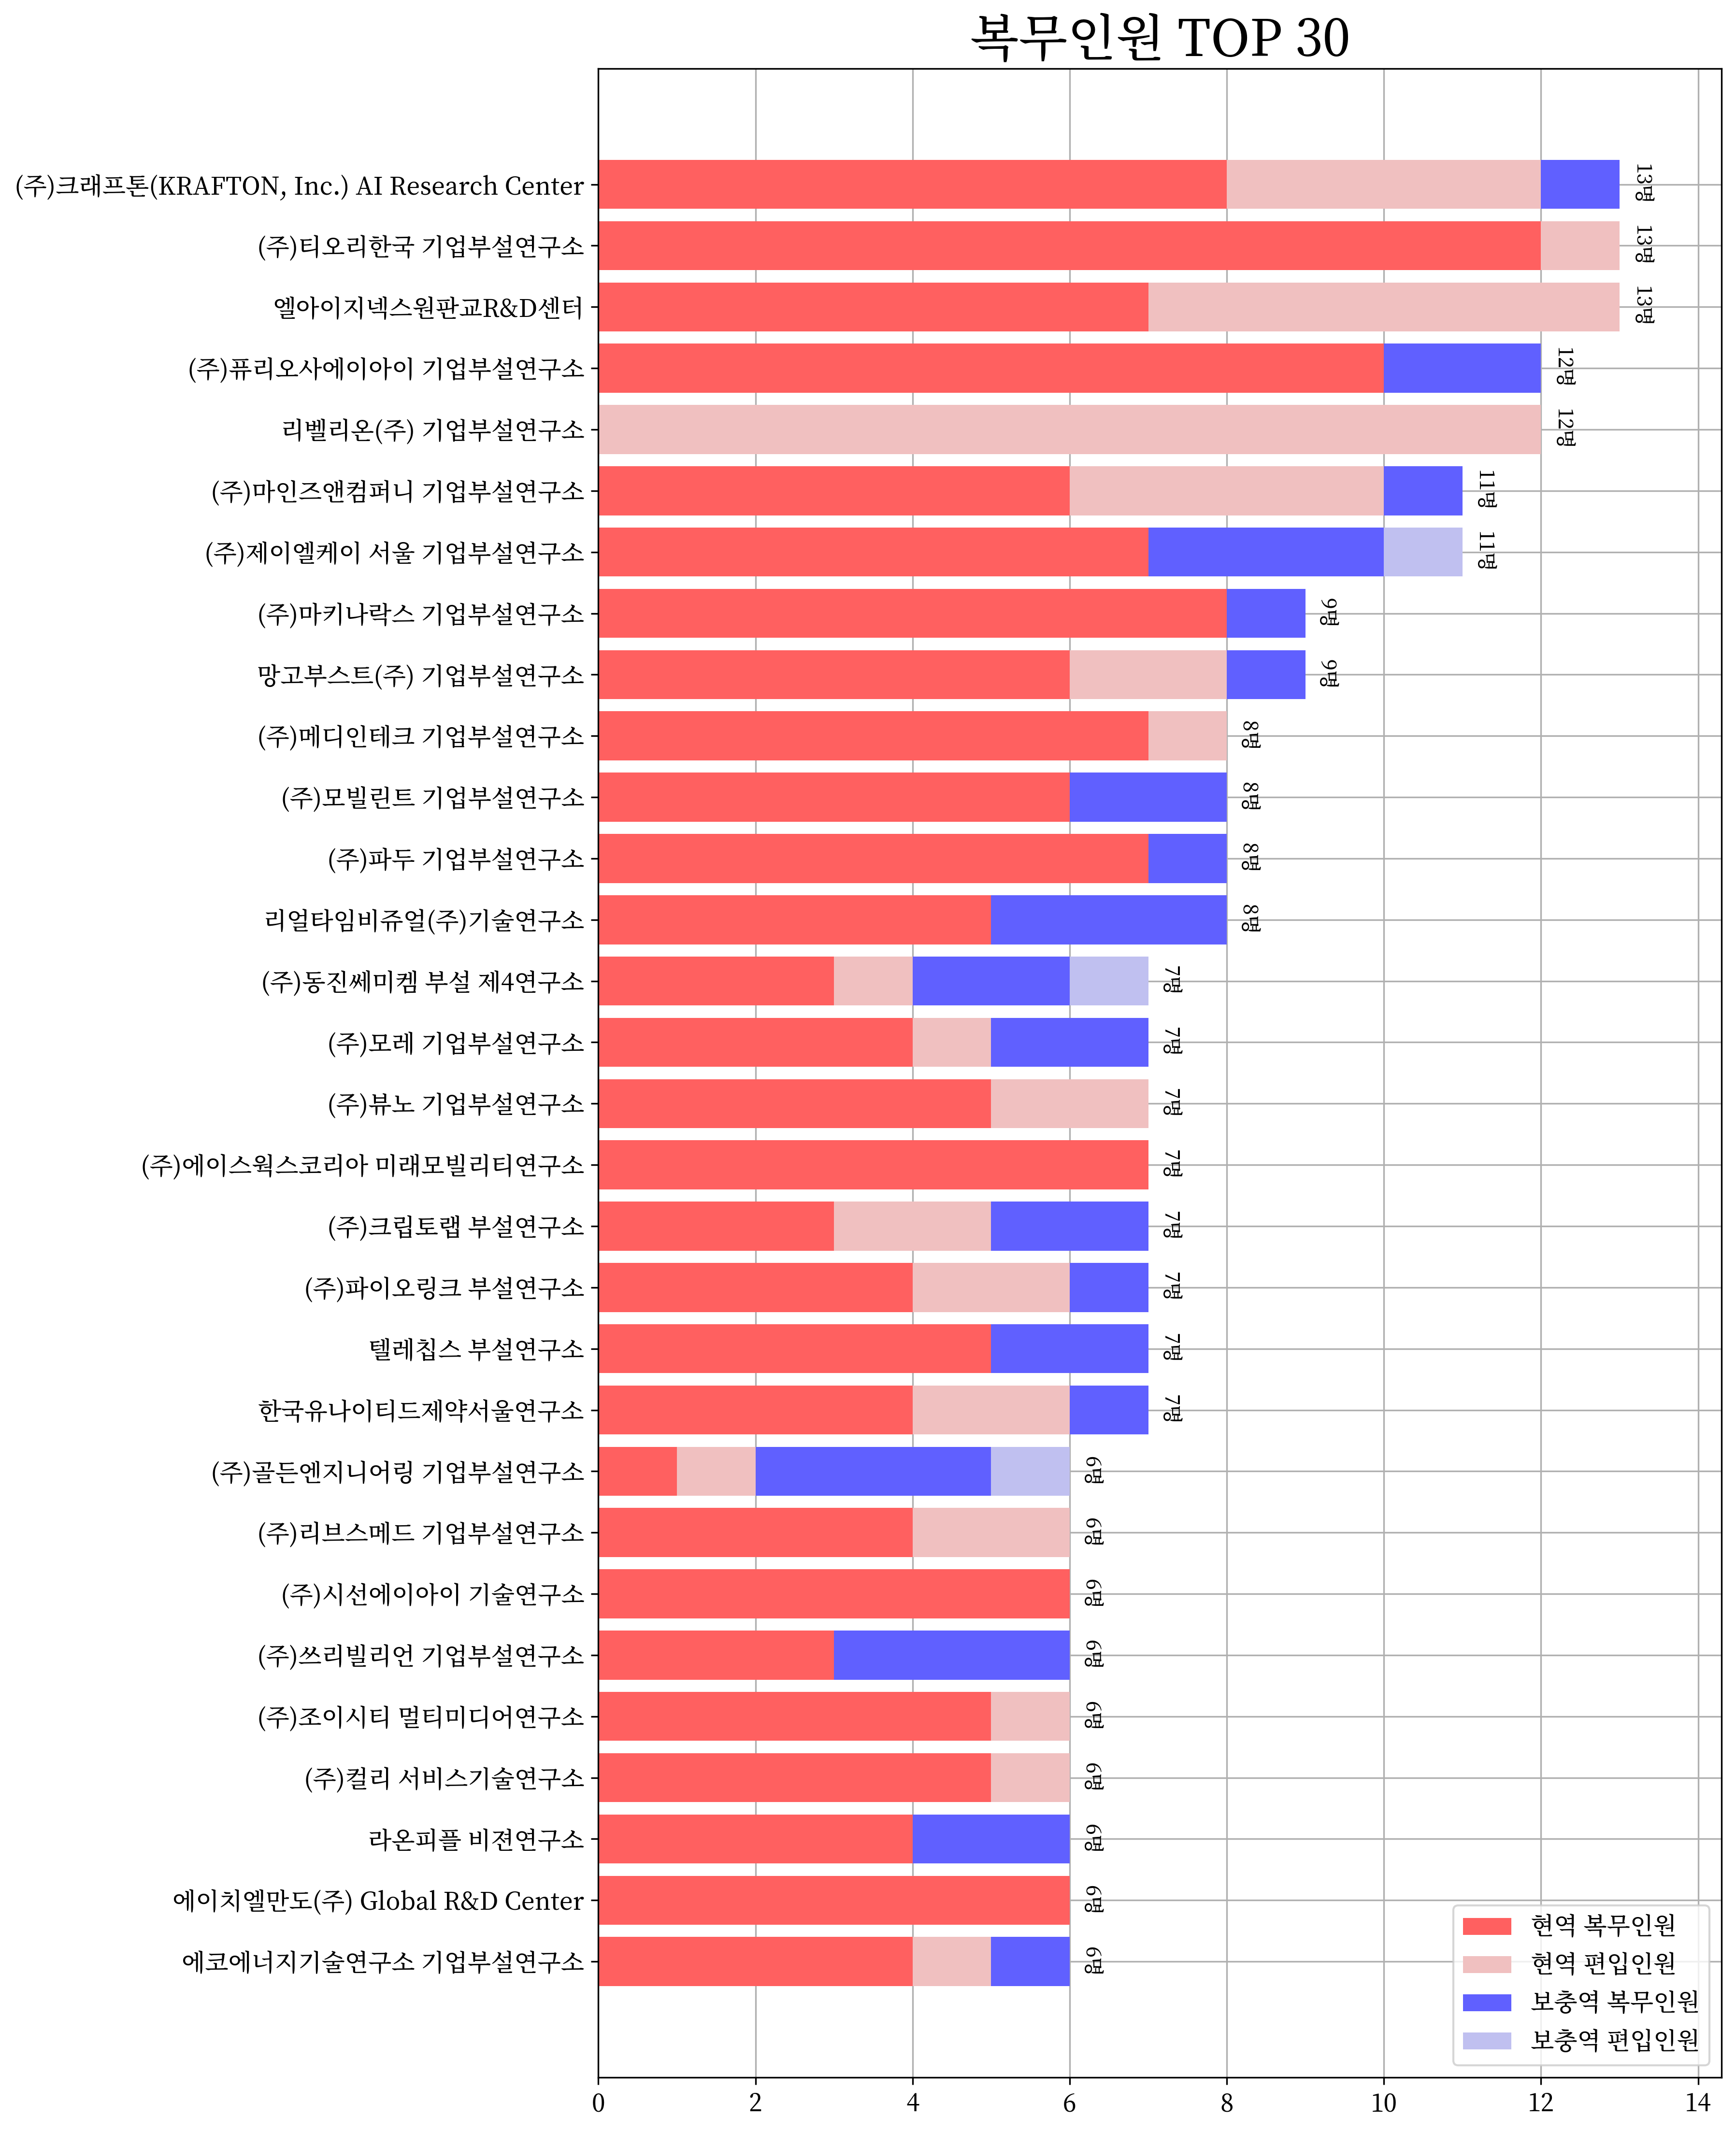 복무인원 TOP 30
(주)크래프톤(KRAFTON, Inc.) AI Research Center 13명
(주)티오리한국 기업부설연구소 13명
엘아이지넥스원판교R&D센터 13명
(주)퓨리오사에이아이 기업부설연구소 12명
리벨리온(주) 기업부설연구소 12명
(주)마인즈앤컴퍼니 기업부설연구소 11명
(주)제이엘케이 서울 기업부설연구소 11명
(주)마키나락스 기업부설연구소 9명
망고부스트(주) 기업부설연구소 9명
(주)메디인테크 기업부설연구소 8명
(주)모빌린트 기업부설연구소 8명
(주)파두 기업부설연구소 8명
리얼타임비쥬얼(주)기술연구소 8명
(주)동진쎄미켐 부설 제4연구소 7명
(주)모레 기업부설연구소 7명
(주)뷰노 기업부설연구소 7명
(주)에이스웍스코리아 미래모빌리티연구소 7명
(주)크립토랩 부설연구소 7명
(주)파이오링크 부설연구소 7명
텔레칩스 부설연구소 7명
한국유나이티드제약서울연구소 7명
(주)골든엔지니어링 기업부설연구소 6명
(주)리브스메드 기업부설연구소 6명
(주)시선에이아이 기술연구소 6명
(주)쓰리빌리언 기업부설연구소 6명
(주)조이시티 멀티미디어연구소 6명
(주)컬리 서비스기술연구소 6명
라온피플 비젼연구소 6명
에이치엘만도(주) Global R&D Center 6명
에코에너지기술연구소 기업부설연구소 6명
현역 복무인원
현역 편입인원
보충역 복무인원
보충역 편입인원
0 2 4 6 8 10 12 14